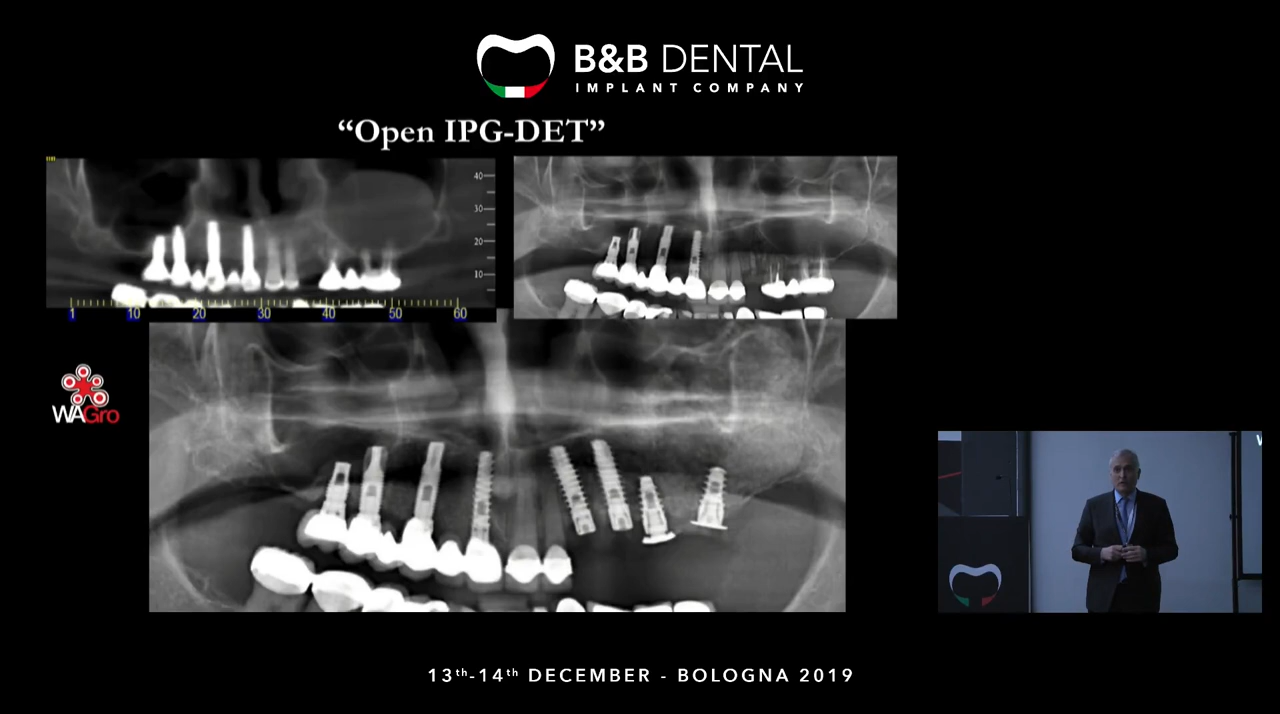 B&B DENTAL
IMPLANT COMPANY
“Open IPG-DET”
40
30
20
10
1 10 20 30 40 50 60
WAGro
13th-14th DECEMBER - BOLOGNA 2019